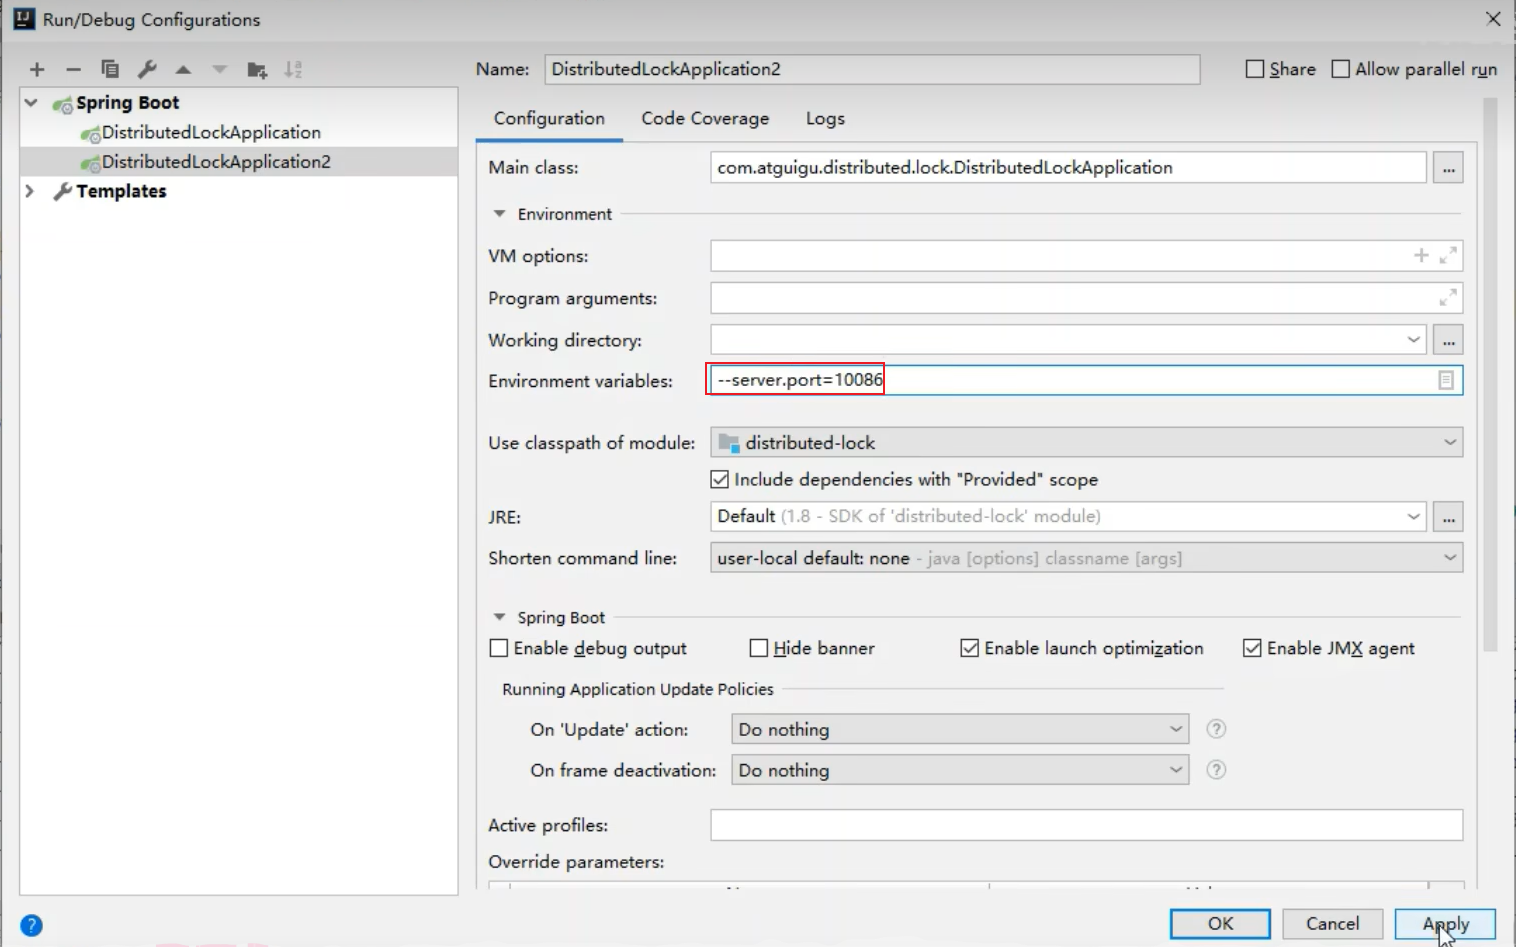 Run/Debug Configurations
Name: DistributedLockApplication2 Share Allow parallel run
Spring Boot
DistributedLockApplication
DistributedLockApplication2
Templates
Configuration Code Coverage Logs
Main class: com.atguigu.distributed.lock.DistributedLockApplication ...
Environment
VM options:
Program arguments:
Working directory: ...
Environment variables: --server.port=10086
Use classpath of module: distributed-lock
Include dependencies with "Provided" scope
JRE: Default (1.8 - SDK of 'distributed-lock' module) ...
Shorten command line: user-local default: none - java [options] classname [args]
Spring Boot
Enable debug output Hide banner Enable launch optimization Enable JMX agent
Running Application Update Policies
On 'Update' action: Do nothing ?
On frame deactivation: Do nothing ?
Active profiles:
Override parameters:
? OK Cancel Apply